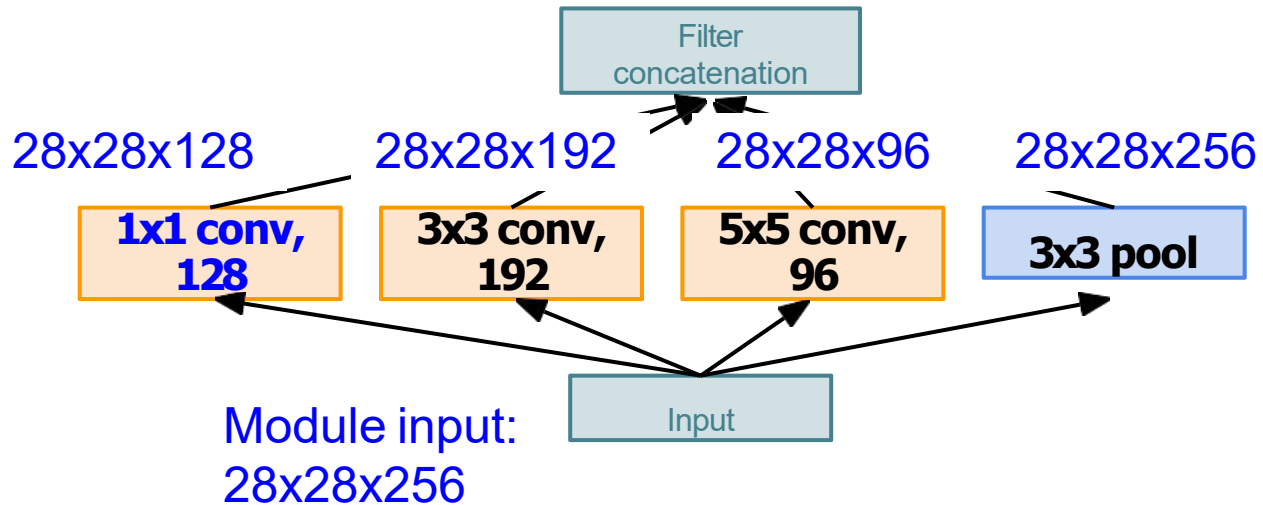 Filter
concatenation
28x28x128 28x28x192 28x28x96 28x28x256
1x1 conv,
128
3x3 conv,
192
5x5 conv,
96
3x3 pool
Input
Module input:
28x28x256